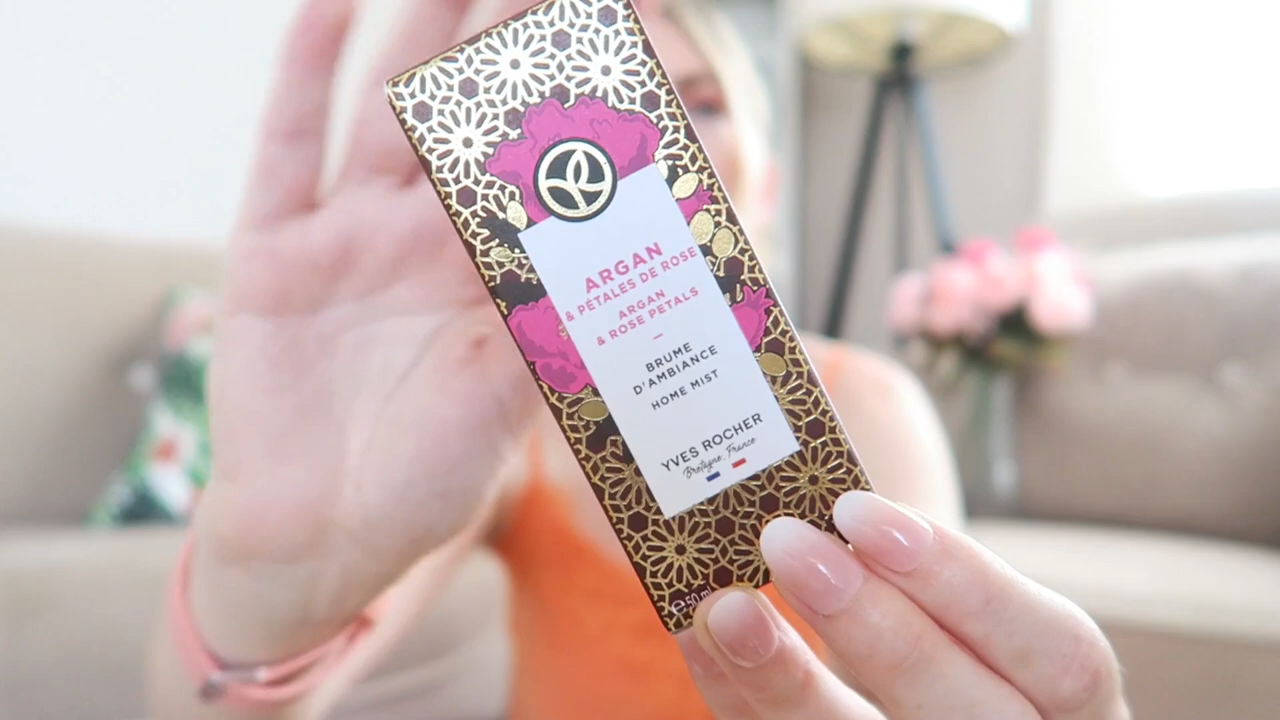 ARGAN
& PÉTALES DE ROSE
ARGAN
& ROSE PETALS
BRUME
D'AMBIANCE
HOME MIST
YVES ROCHER
Bretagne, France
℮ 50 ml